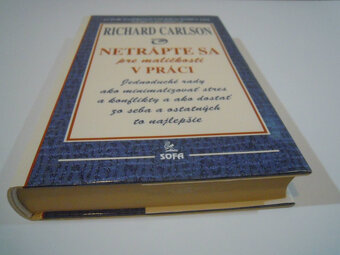 RICHARD CARLSON
NETRÁPTE SA
pre maličkosti
V PRÁCI
Jednoduché rady
ako minimalizovať stres
a konflikty a ako dostať
zo seba a ostatných
to najlepšie
SOFA